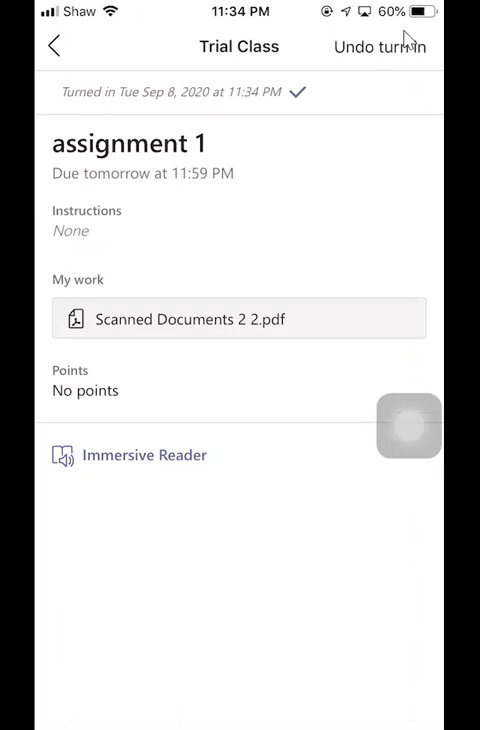 Shaw 11:34 PM 60%
Trial Class Undo turn in
Turned in Tue Sep 8, 2020 at 11:34 PM
assignment 1
Due tomorrow at 11:59 PM
Instructions
None
My work
Scanned Documents 2 2.pdf
Points
No points
Immersive Reader